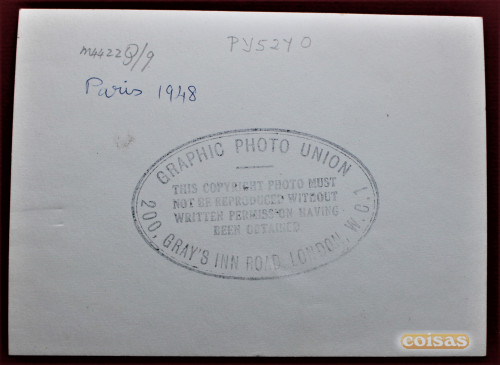 M4422Q/9
PY5240
Paris 1948
GRAPHIC PHOTO UNION
THIS COPYRIGHT PHOTO MUST
NOT BE REPRODUCED WITHOUT
WRITTEN PERMISSION HAVING
BEEN OBTAINED.
200, GRAY'S INN ROAD, LONDON, W.C.1
coisas